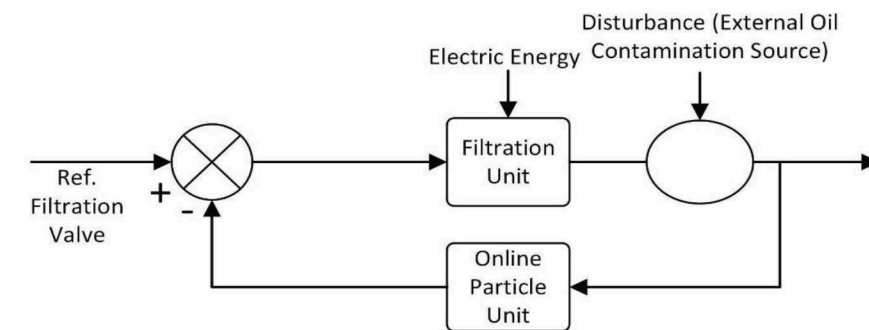 Disturbance (External Oil
Contamination Source)
Electric Energy
Filtration
Unit
Ref.
Filtration
Valve
+
-
Online
Particle
Unit